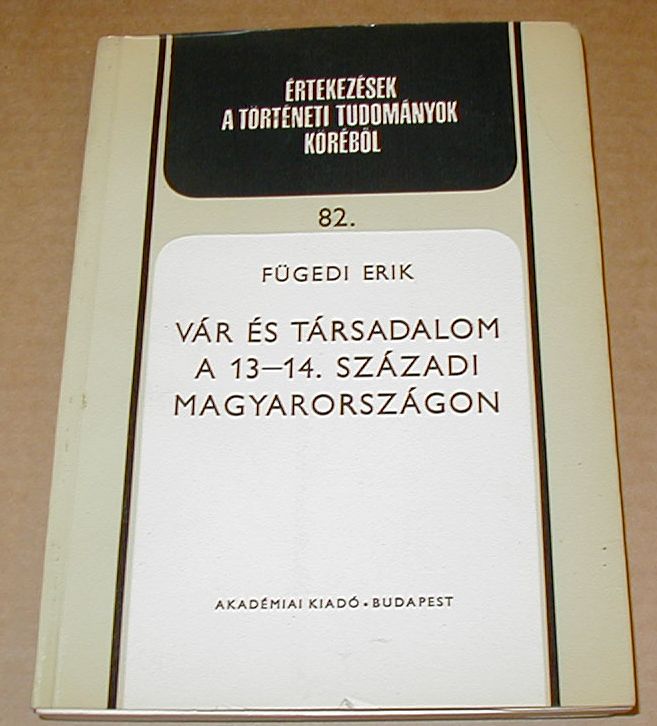 ÉRTEKEZÉSEK
A TÖRTÉNETI TUDOMÁNYOK
KÖRÉBŐL
82.
FÜGEDI ERIK
VÁR ÉS TÁRSADALOM
A 13–14. SZÁZADI
MAGYARORSZÁGON
AKADÉMIAI KIADÓ • BUDAPEST